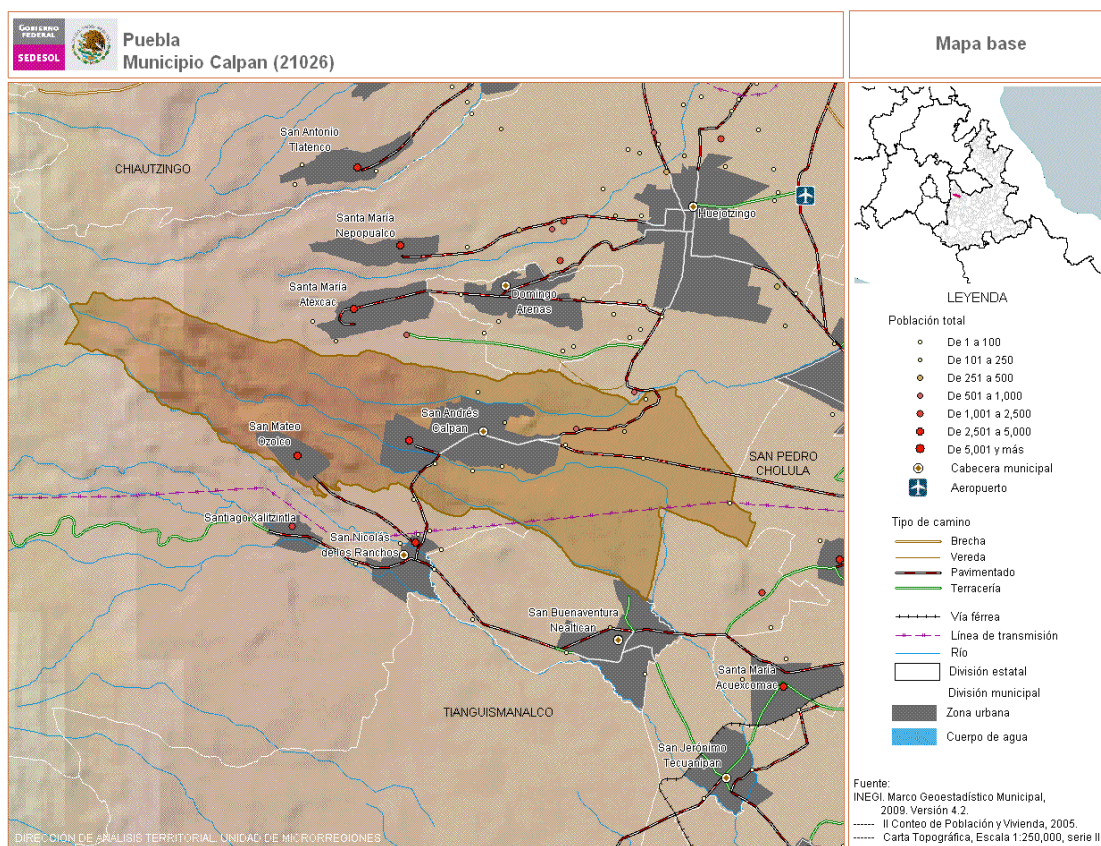 GOBIERNO
FEDERAL
SEDESOL
Puebla
Municipio Calpan (21026)
Mapa base
San Antonio
Tlatenco
CHIAUTZINGO
Santa María
Nepopualco
Huejotzingo
Santa María
Atexcac
Domingo
Arenas
San Andrés
Calpan
San Mateo
Ozolco
SAN PEDRO
CHOLULA
Santiago Xalitzintla
San Nicolás
de los Ranchos
San Buenaventura
Nealtican
Santa María
Acuexcomac
TIANGUISMANALCO
San Jerónimo
Tecuanipan
DIRECCIÓN DE ANÁLISIS TERRITORIAL. UNIDAD DE MICRORREGIONES
LEYENDA
Población total
De 1 a 100
De 101 a 250
De 251 a 500
De 501 a 1,000
De 1,001 a 2,500
De 2,501 a 5,000
De 5,001 y más
Cabecera municipal
Aeropuerto
Tipo de camino
Brecha
Vereda
Pavimentado
Terracería
Vía férrea
Línea de transmisión
Río
División estatal
División municipal
Zona urbana
Cuerpo de agua
Fuente:
INEGI. Marco Geoestadístico Municipal,
2009. Versión 4.2.
------ II Conteo de Población y Vivienda, 2005.
------ Carta Topográfica, Escala 1:250,000, serie II